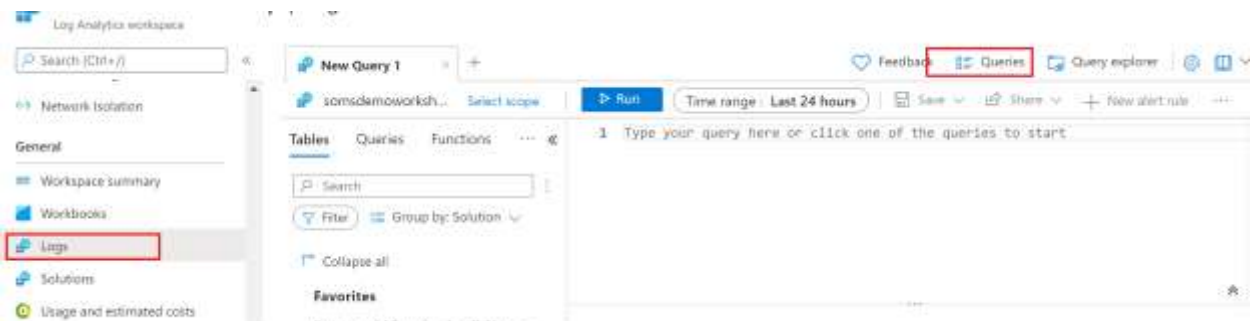 Log Analytics workspace
Search (Ctrl+/)
«
Network Isolation
General
Workspace summary
Workbooks
Logs
Solutions
Usage and estimated costs
New Query 1
Feedback
Queries
Query explorer
somsdemoworksh...
Select scope
Run
Time range : Last 24 hours
Save
Share
New alert rule
...
Tables
Queries
Functions
...
«
Search
Filter
Group by: Solution
Collapse all
Favorites
1 Type your query here or click one of the queries to start
...